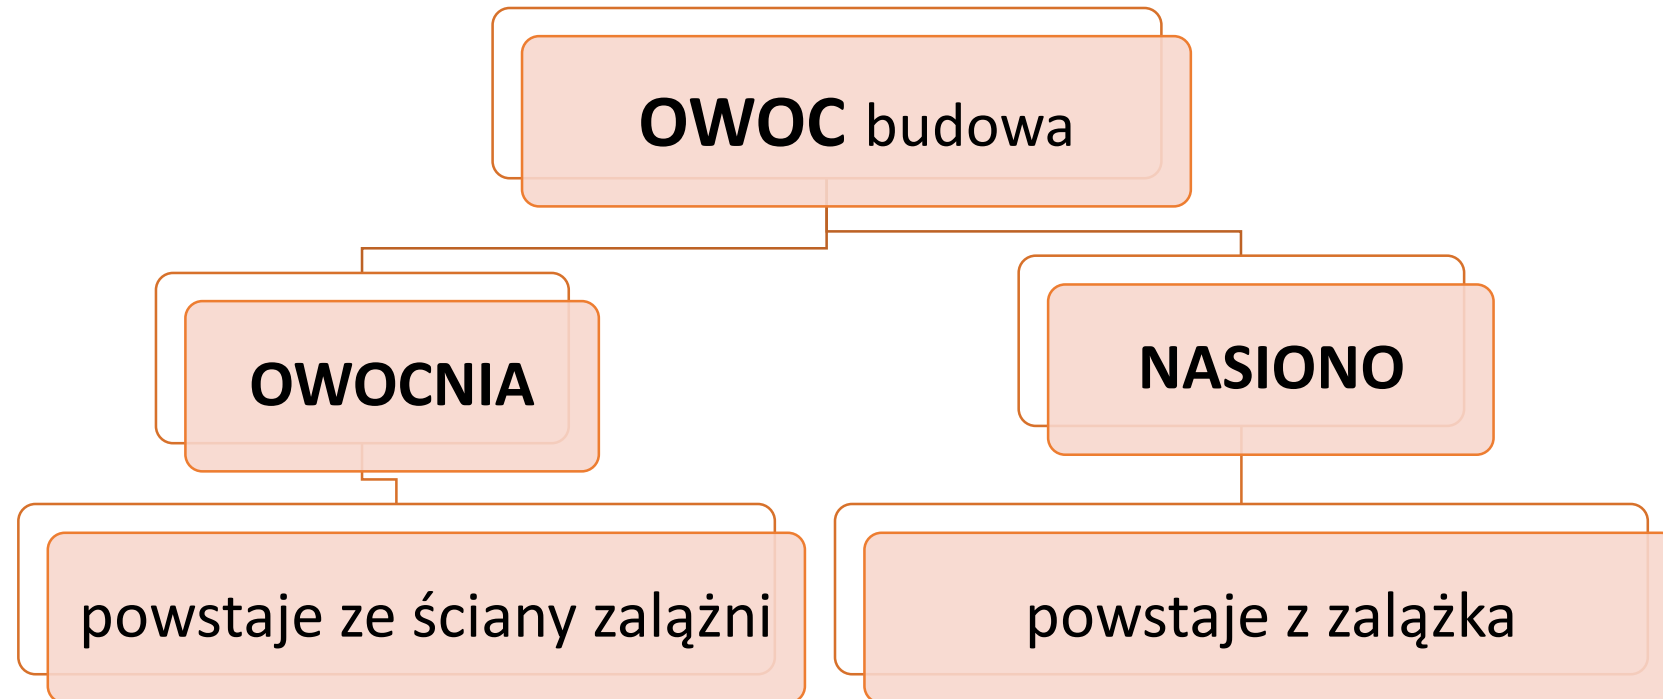 OWOC budowa
OWOCNIA
NASIONO
powstaje ze ściany zalążni
powstaje z zalążka